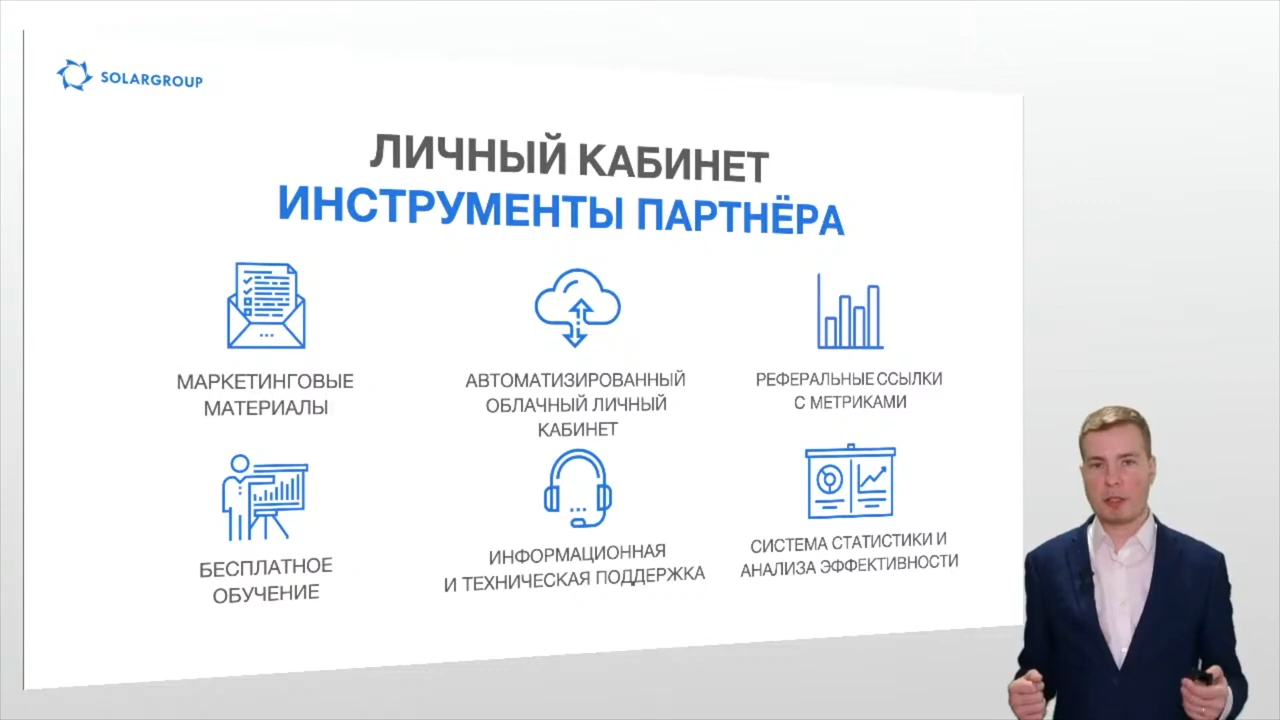 SOLARGROUP
ЛИЧНЫЙ КАБИНЕТ
ИНСТРУМЕНТЫ ПАРТНЁРА
МАРКЕТИНГОВЫЕ
МАТЕРИАЛЫ
АВТОМАТИЗИРОВАННЫЙ
ОБЛАЧНЫЙ ЛИЧНЫЙ
КАБИНЕТ
РЕФЕРАЛЬНЫЕ ССЫЛКИ
С МЕТРИКАМИ
БЕСПЛАТНОЕ
ОБУЧЕНИЕ
ИНФОРМАЦИОННАЯ
И ТЕХНИЧЕСКАЯ ПОДДЕРЖКА
СИСТЕМА СТАТИСТИКИ И
АНАЛИЗА ЭФФЕКТИВНОСТИ